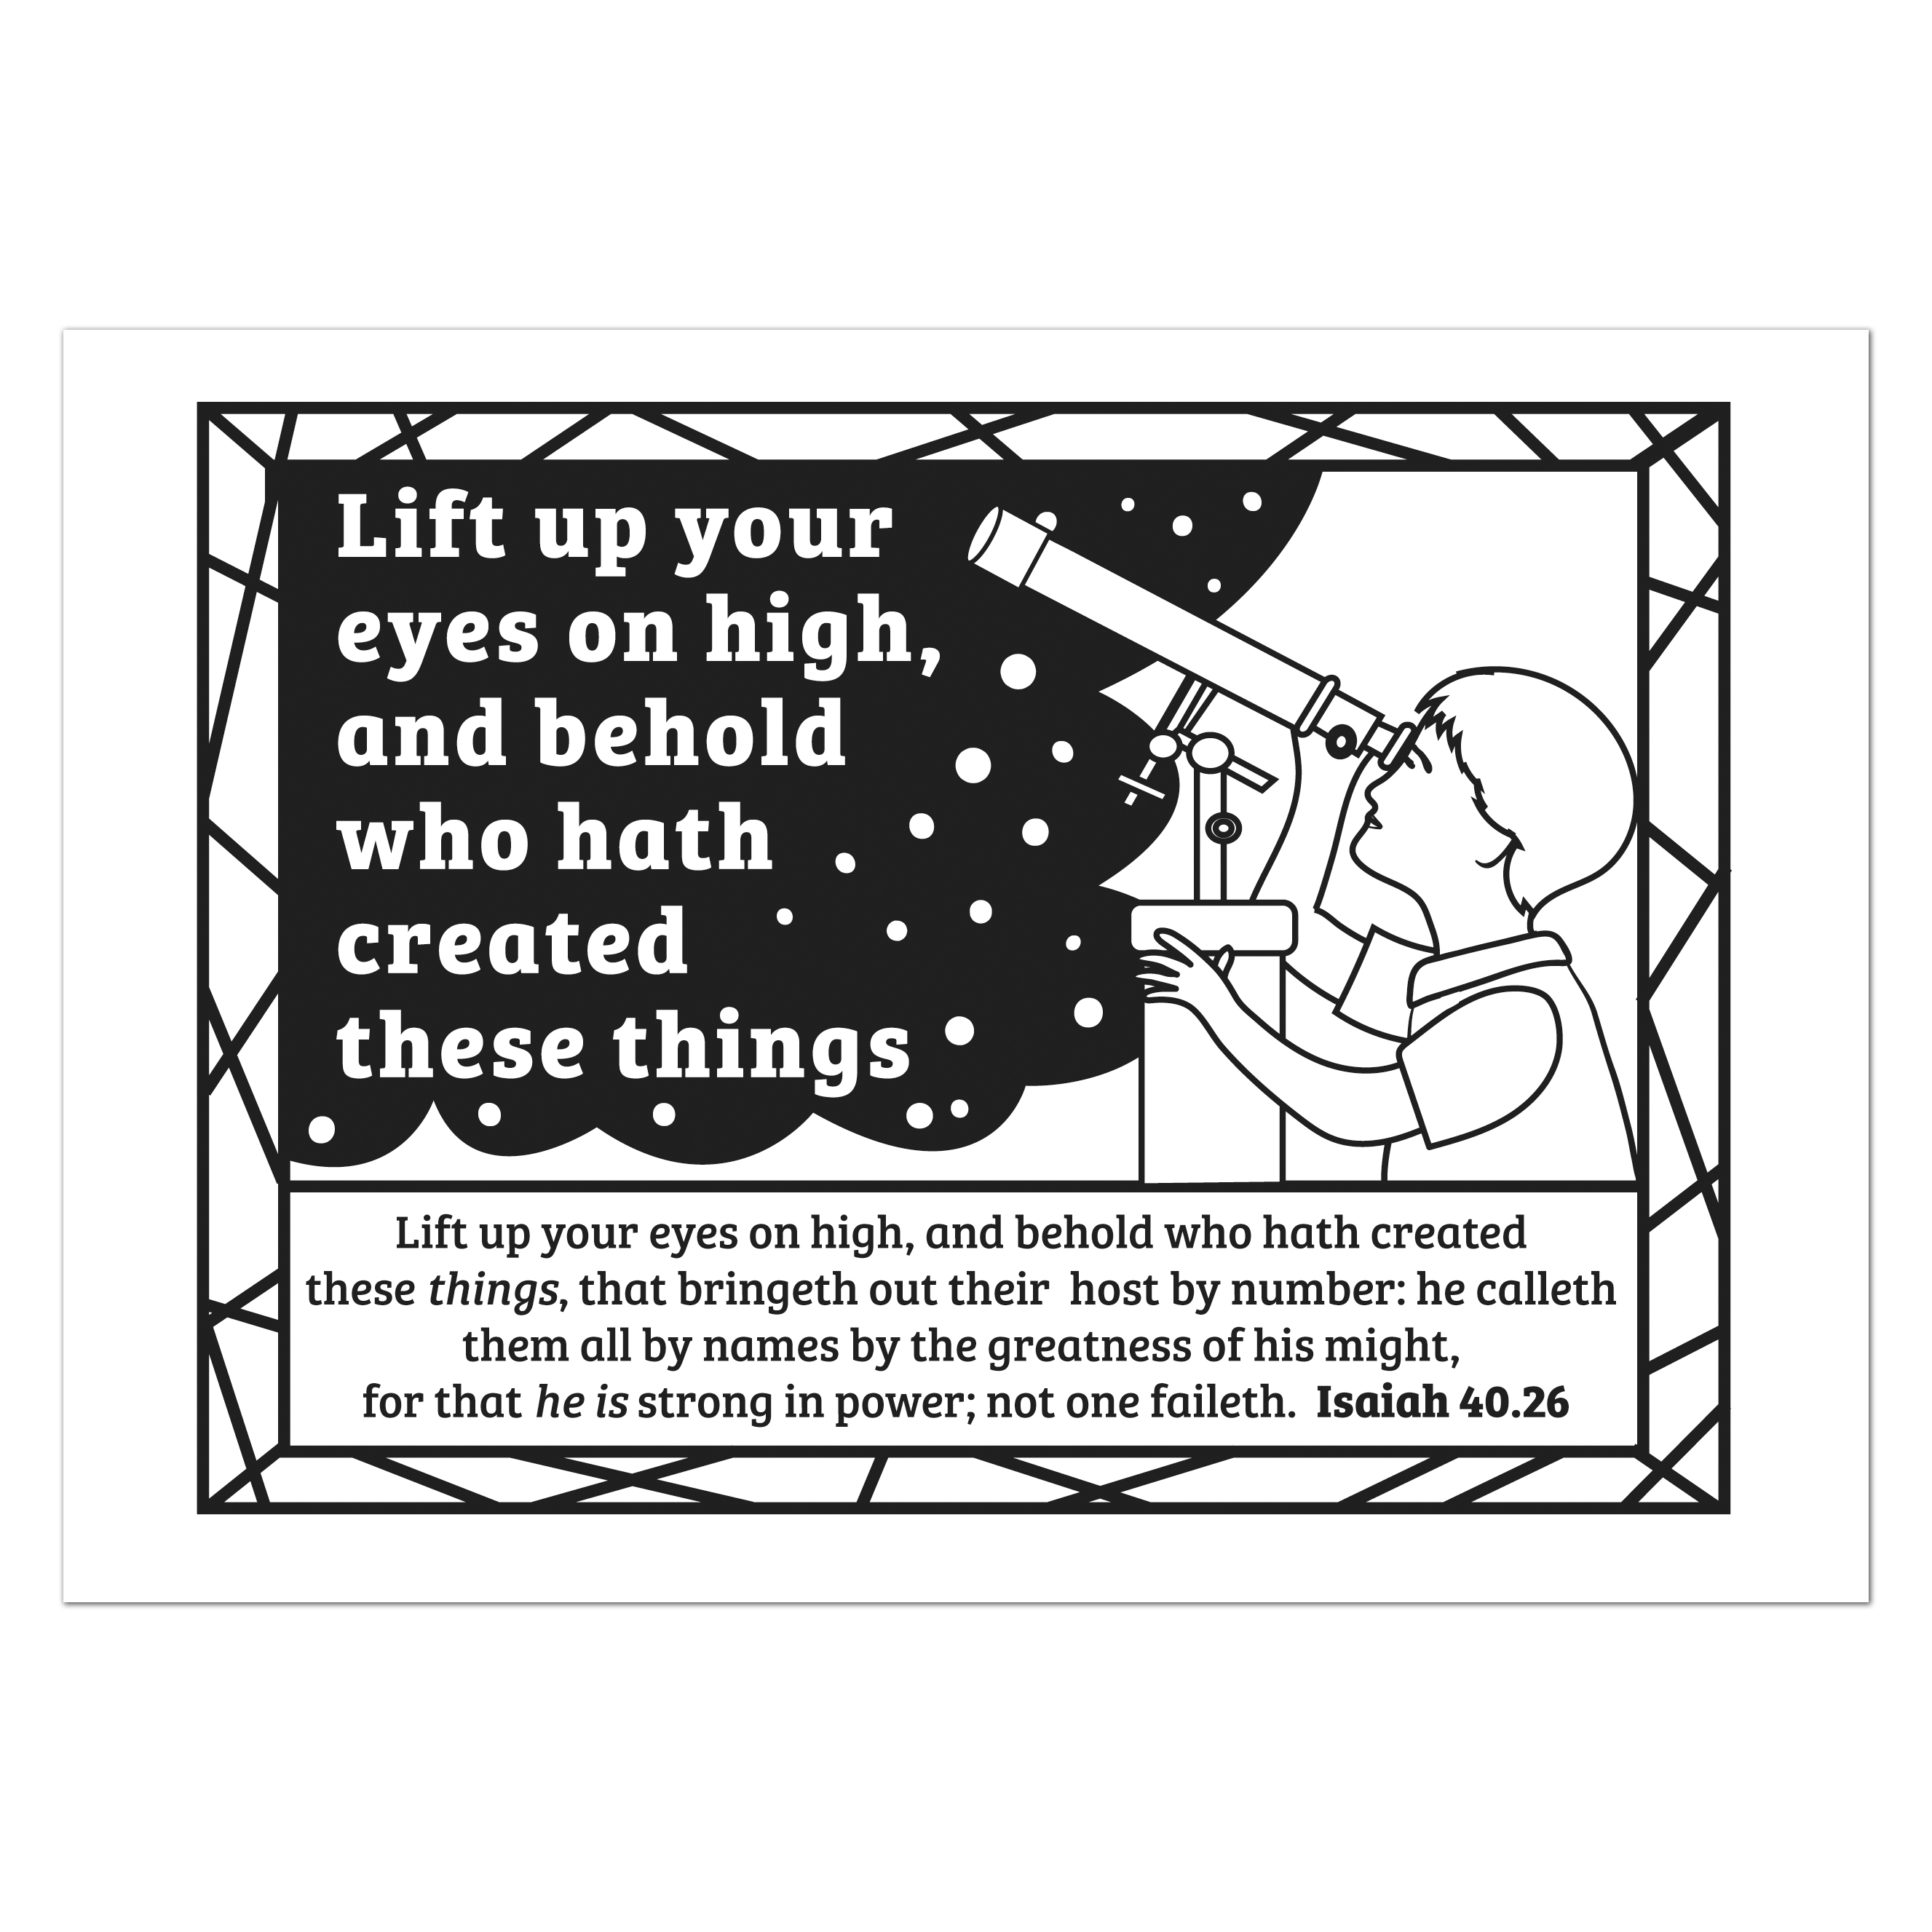 Lift up your
eyes on high,
and behold
who hath
created
these things
Lift up your eyes on high, and behold who hath created
these things, that bringeth out their host by number: he calleth
them all by names by the greatness of his might,
for that he is strong in power; not one faileth. Isaiah 40.26